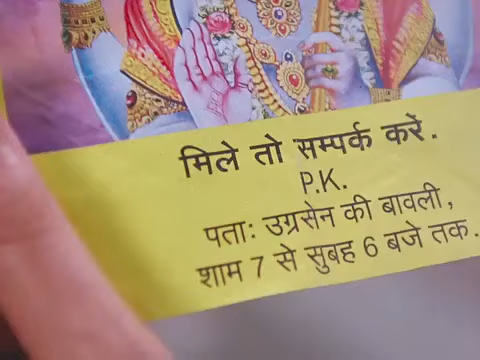 मिले तो सम्पर्क करें.
P.K.
पताः उग्रसेन की बावली,
शाम 7 से सुबह 6 बजे तक.